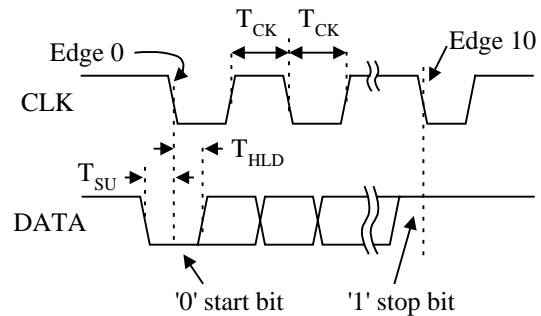 T_CK T_CK
Edge 0
Edge 10
CLK
T_HLD
T_SU
DATA
'0' start bit
'1' stop bit